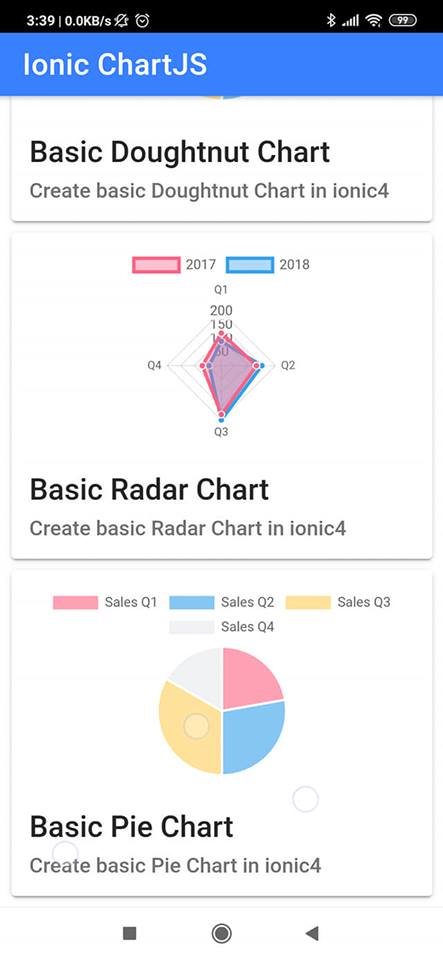 3:39 | 0.0KB/s
99
Ionic ChartJS
Basic Doughtnut Chart
Create basic Doughtnut Chart in ionic4
2017 2018
Q1
200
150
Q4 Q2
Q3
Basic Radar Chart
Create basic Radar Chart in ionic4
Sales Q1 Sales Q2 Sales Q3
Sales Q4
Basic Pie Chart
Create basic Pie Chart in ionic4